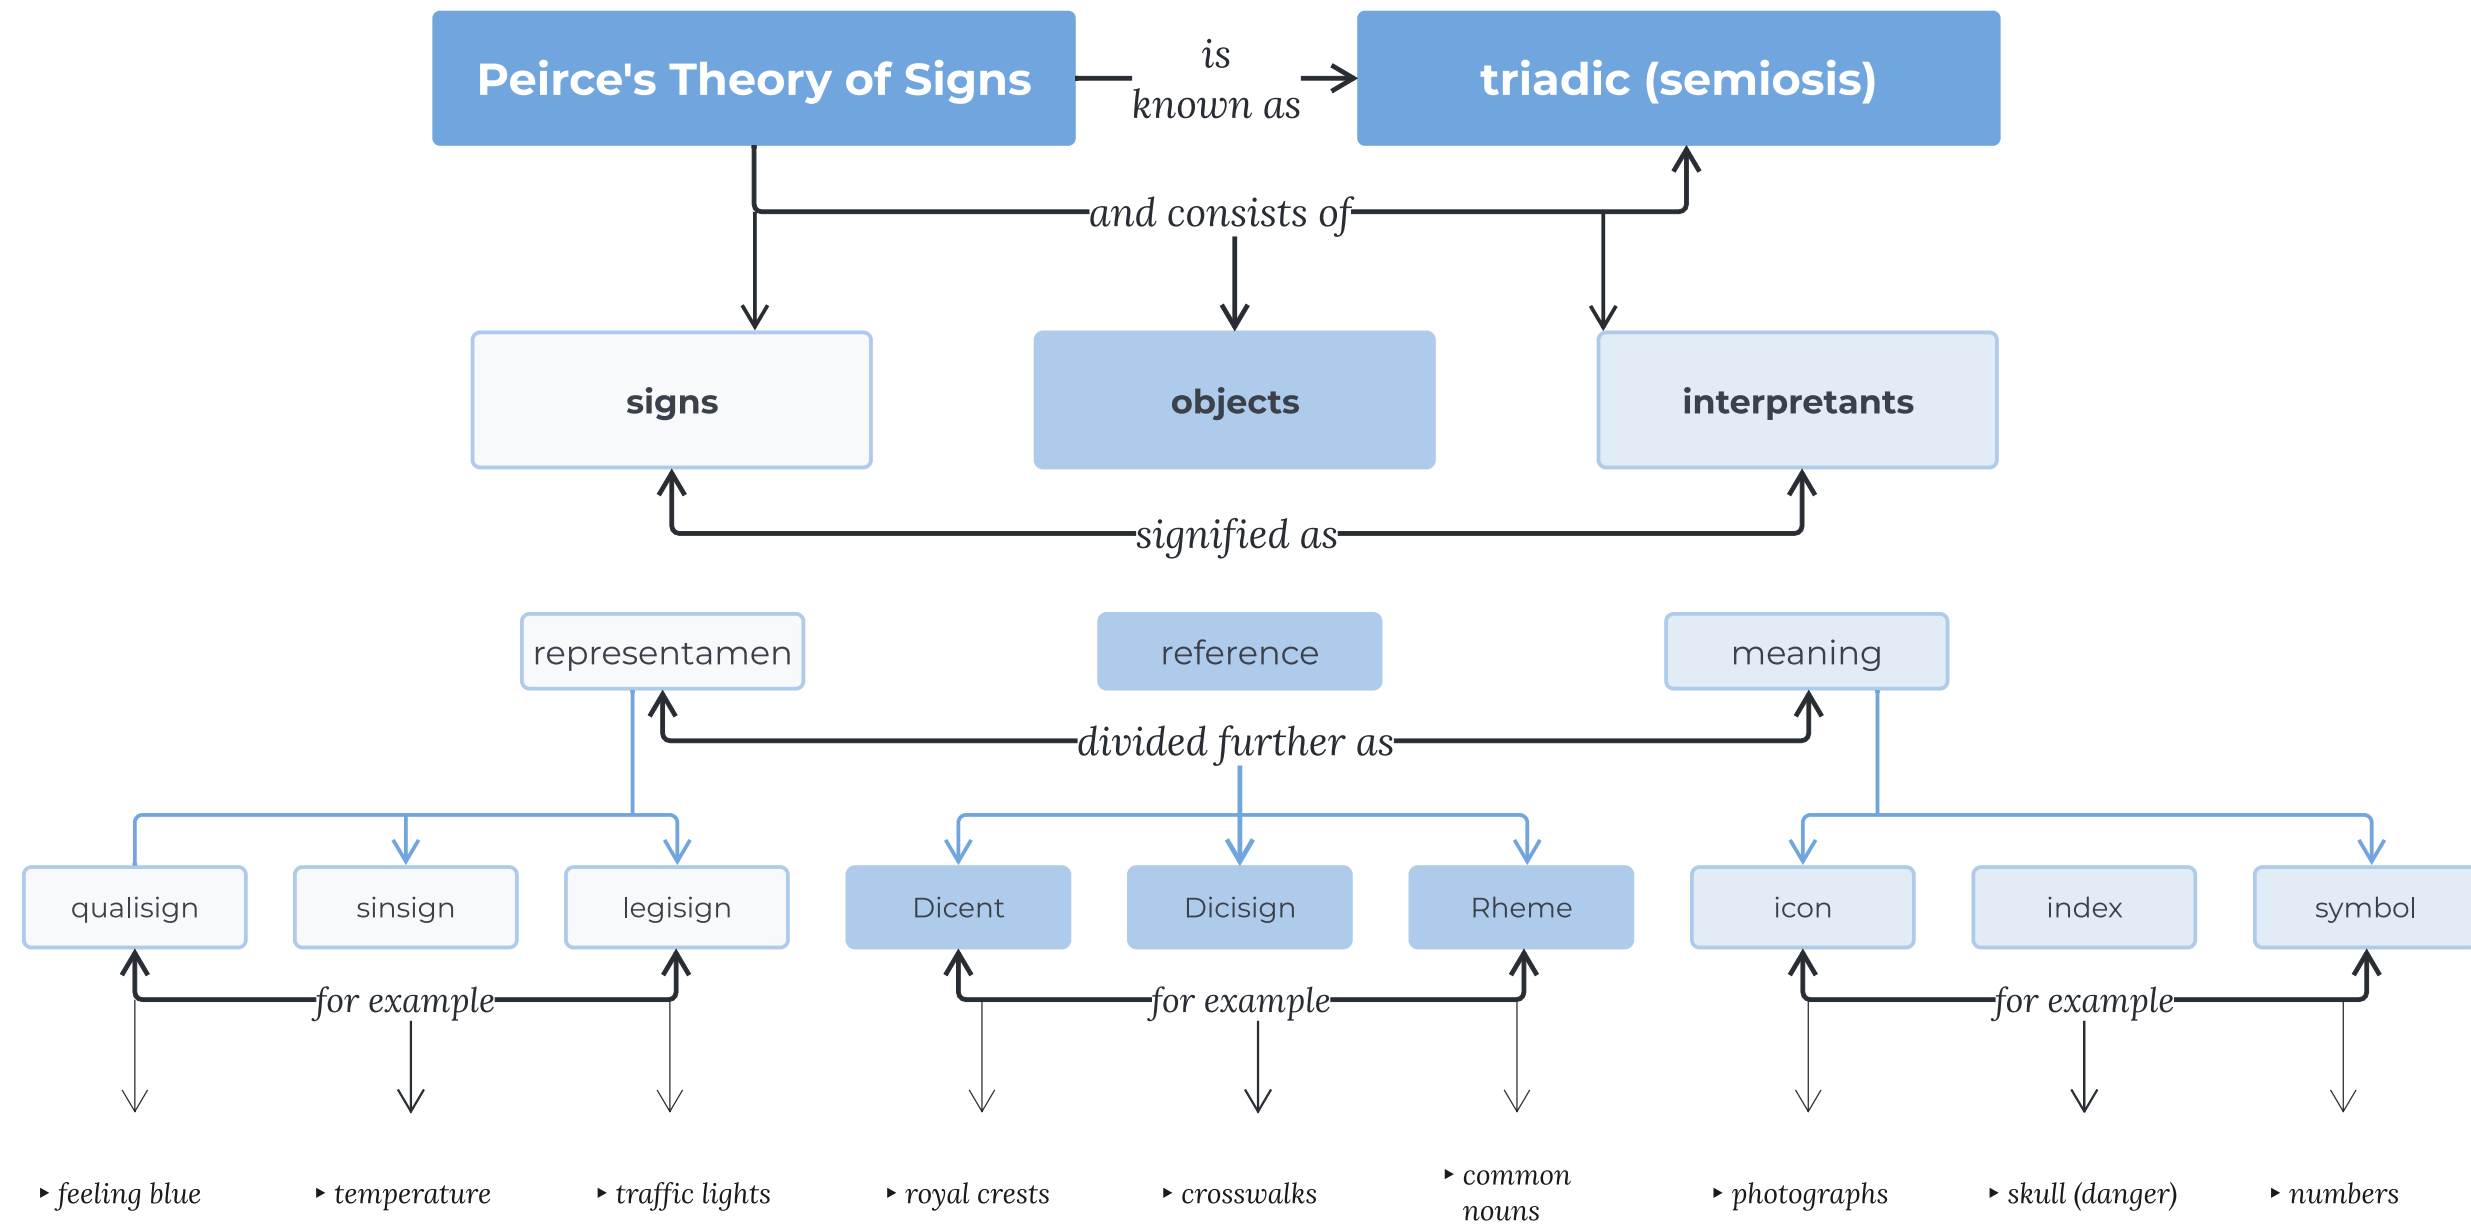 Peirce's Theory of Signs
is
known as
triadic (semiosis)
and consists of
signs
objects
interpretants
signified as
representamen
reference
meaning
divided further as
qualisign
sinsign
legisign
Dicent
Dicisign
Rheme
icon
index
symbol
for example
for example
for example
‣ feeling blue
‣ temperature
‣ traffic lights
‣ royal crests
‣ crosswalks
‣ common
nouns
‣ photographs
‣ skull (danger)
‣ numbers